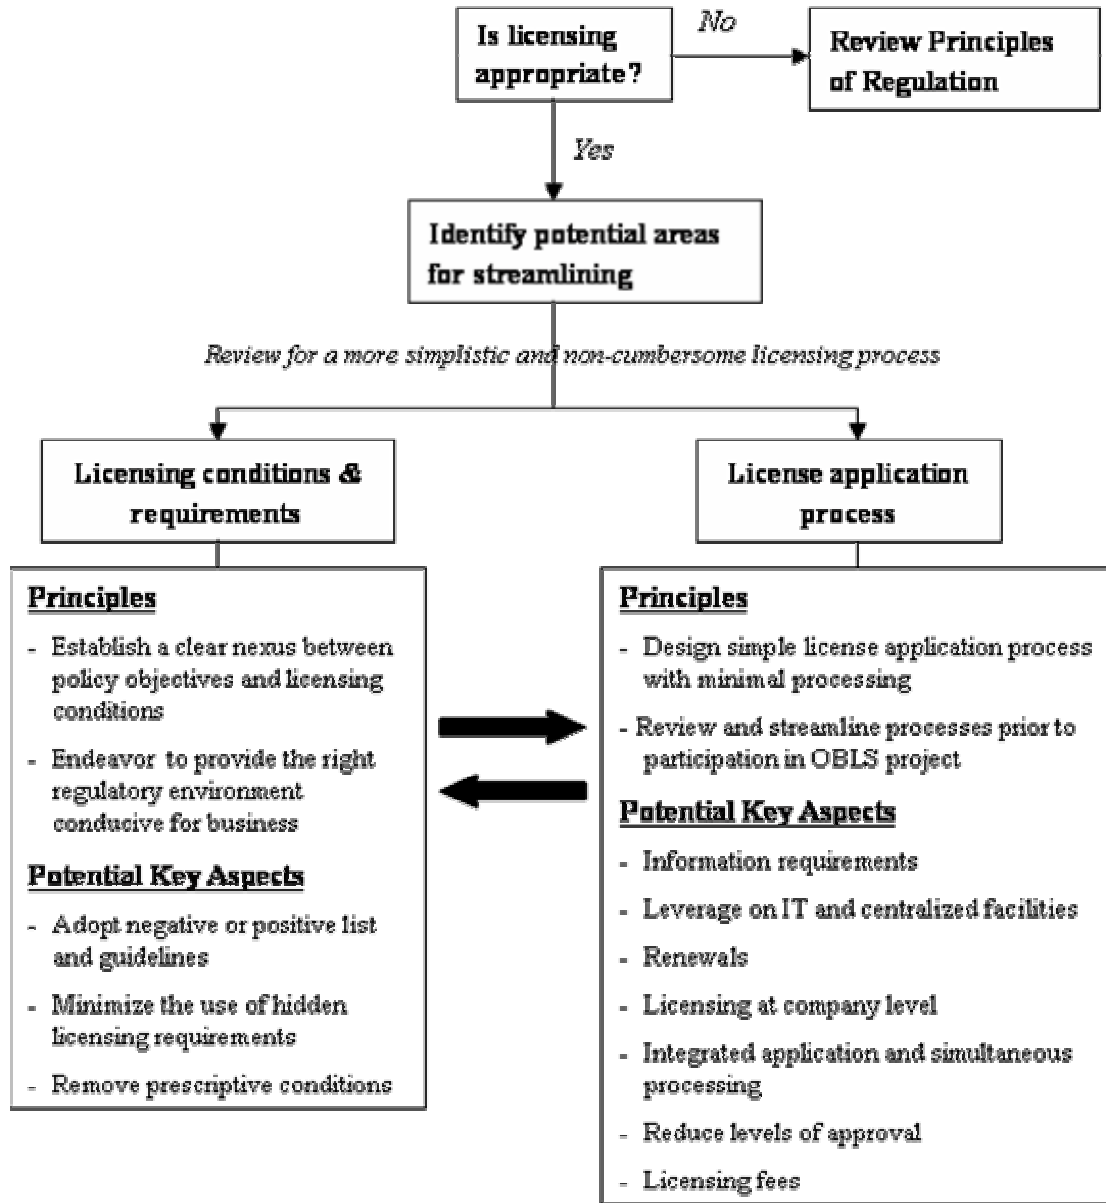 Is licensing
appropriate?
No
Review Principles
of Regulation
Yes
Identify potential areas
for streamlining
Review for a more simplistic and non-cumbersome licensing process
Licensing conditions &
requirements
License application
process
Principles
- Establish a clear nexus between
policy objectives and licensing
conditions
- Endeavor to provide the right
regulatory environment
conducive for business
Potential Key Aspects
- Adopt negative or positive list
and guidelines
- Minimize the use of hidden
licensing requirements
- Remove prescriptive conditions
Principles
- Design simple license application process
with minimal processing
- Review and streamline processes prior to
participation in OBLS project
Potential Key Aspects
- Information requirements
- Leverage on IT and centralized facilities
- Renewals
- Licensing at company level
- Integrated application and simultaneous
processing
- Reduce levels of approval
- Licensing fees